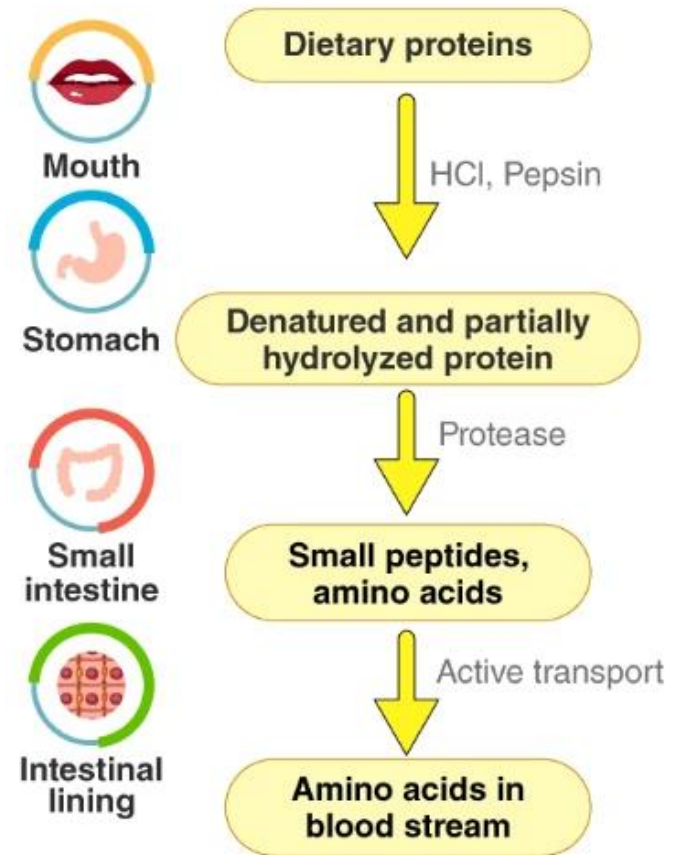 Dietary proteins
Mouth
HCl, Pepsin
Stomach
Denatured and partially
hydrolyzed protein
Protease
Small
intestine
Small peptides,
amino acids
Active transport
Intestinal
lining
Amino acids in
blood stream